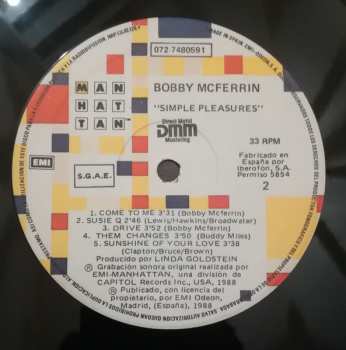 072 7480591
MAN
HAT
TAN™
BOBBY MCFERRIN
"SIMPLE PLEASURES"
Direct Metal
DMM
Mastering
33 RPM
EMI
S.G.A.E.
Fabricado en
España por
Iberofon, S.A.
Permiso 5854
2
1. COME TO ME 3'31 (Bobby Mcferrin)
2. SUSIE Q 2'46 (Lewis/Hawkins/Broadwater)
3. DRIVE 3'52 (Bobby Mcferrin)
4. THEM CHANGES 3'50 (Buddy Miles)
5. SUNSHINE OF YOUR LOVE 3'38
(Clapton/Bruce/Brown)
Producido por LINDA GOLDSTEIN
℗ Grabación sonora original realizada por
EMI-MANHATTAN, una división de
CAPITOL Records Inc., USA, 1988
© Publicado, con licencia del
propietario, por EMI Odeon,
Madrid, (España), 1988